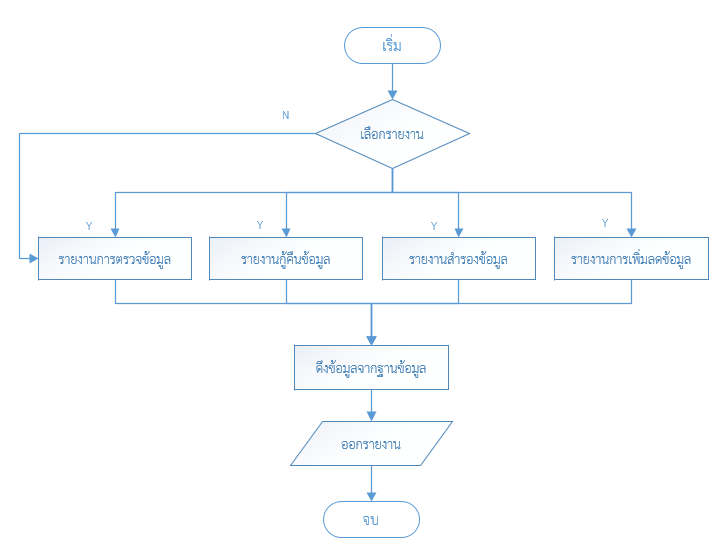 เริ่ม
N
เลือกรายงาน
Y
Y
Y
Y
รายงานการตรวจข้อมูล
รายงานกู้คืนข้อมูล
รายงานสำรองข้อมูล
รายงานการเพิ่มลดข้อมูล
ดึงข้อมูลจากฐานข้อมูล
ออกรายงาน
จบ